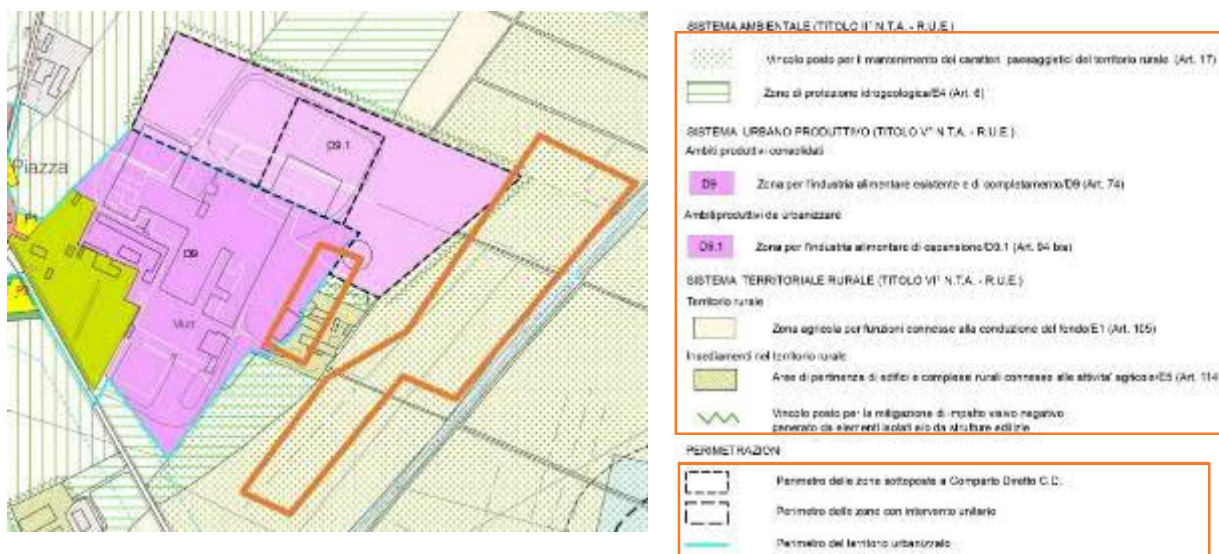 Piazza
D9.1
D9
P1
SISTEMA AMBIENTALE (TITOLO II° N.T.A. - R.U.E.)
Vincolo posto per il mantenimento dei caratteri paesaggistici del territorio rurale (Art. 17)
Zone di protezione idrogeologica/E4 (Art. 6)
SISTEMA URBANO PRODUTTIVO (TITOLO V° N.T.A. - R.U.E.)
Ambiti produttivi consolidati
D9 Zona per l'industria alimentare esistente e di completamento/D9 (Art. 74)
Ambiti produttivi da urbanizzare
D9.1 Zona per l'industria alimentare di espansione/D9.1 (Art. 94 bis)
SISTEMA TERRITORIALE RURALE (TITOLO VI° N.T.A. - R.U.E.)
Territorio rurale
Zona agricola per funzioni connesse alla conduzione del fondo/E1 (Art. 105)
Insediamenti nel territorio rurale
Aree di pertinenza di edifici e complessi rurali connesse alle attivita' agricole/E5 (Art. 114
Vincolo posto per la mitigazione di impatto visivo negativo
generato da elementi isolati e/o da strutture edilizie
PERIMETRAZION
Perimetro delle zone sottoposte a Comparto Diretto C.D.
Perimetro delle zone con intervento unitario
Perimetro del territorio urbanizzato